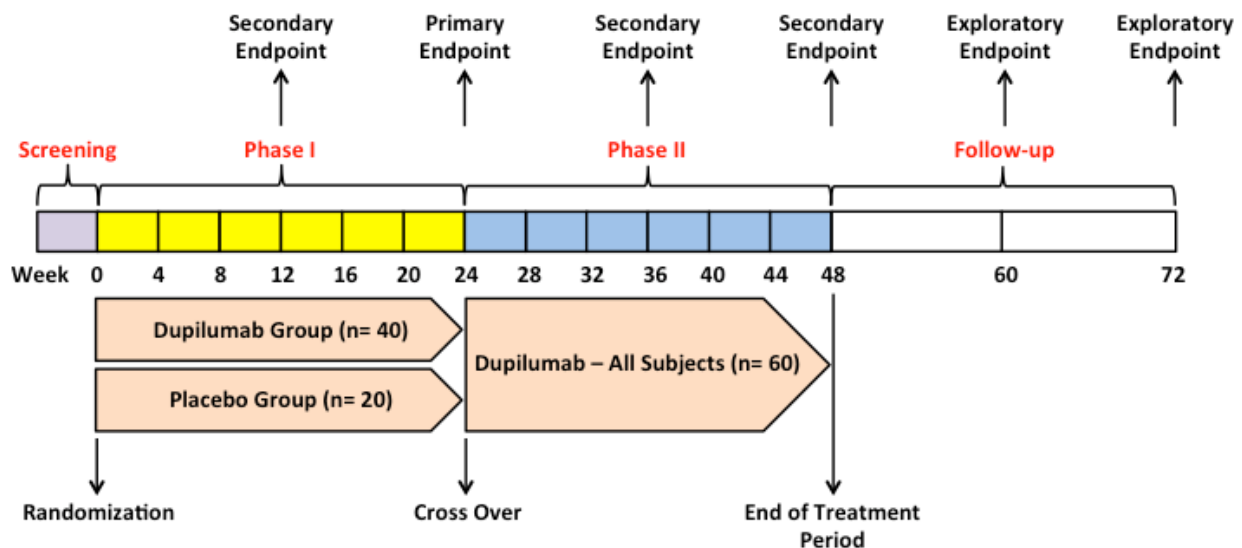 Secondary Primary Secondary Secondary Exploratory Exploratory
Endpoint Endpoint Endpoint Endpoint Endpoint Endpoint
Screening Phase I Phase II Follow-up
Week 0 4 8 12 16 20 24 28 32 36 40 44 48 60 72
Dupilumab Group (n= 40)
Dupilumab – All Subjects (n= 60)
Placebo Group (n= 20)
Randomization Cross Over End of Treatment
Period